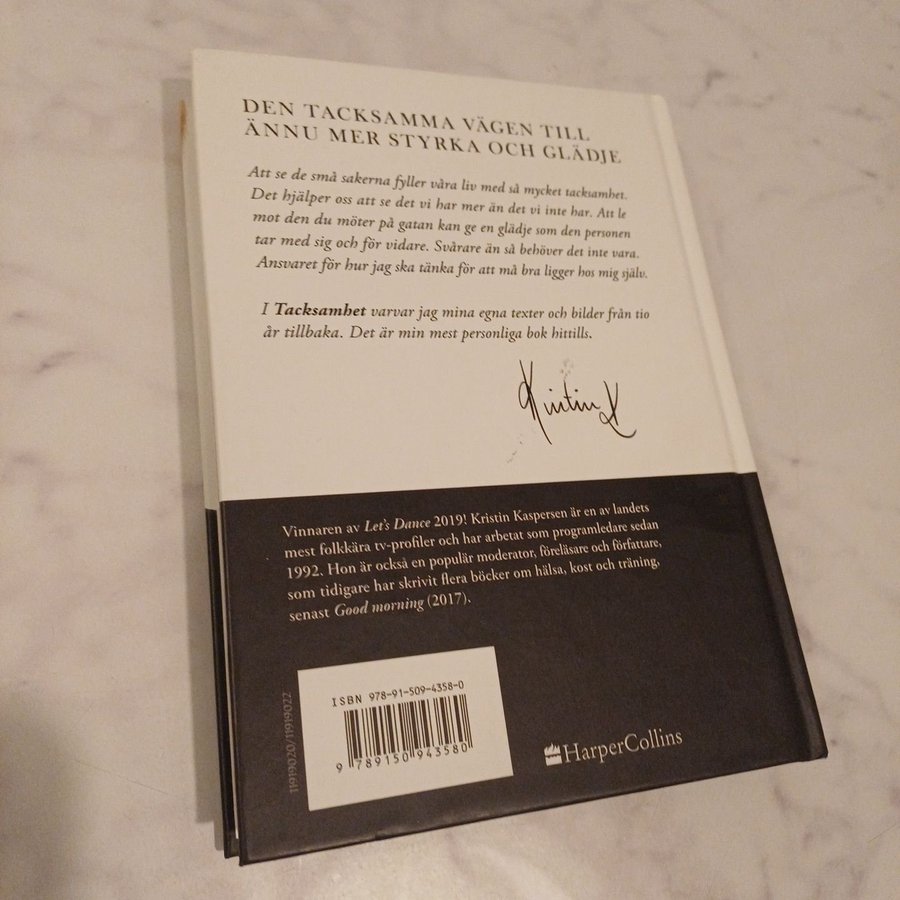 DEN TACKSAMMA VÄGEN TILL
ÄNNU MER STYRKA OCH GLÄDJE
Att se de små sakerna fyller våra liv med så mycket tacksamhet.
Det hjälper oss att se det vi har mer än det vi inte har. Att le
mot den du möter på gatan kan ge en glädje som den personen
tar med sig och för vidare. Svårare än så behöver det inte vara.
Ansvaret för hur jag ska tänka för att må bra ligger hos mig själv.
I Tacksamhet varvar jag mina egna texter och bilder från tio
år tillbaka. Det är min mest personliga bok hittills.
Kristin K
Vinnaren av Let's Dance 2019! Kristin Kaspersen är en av landets
mest folkkära tv-profiler och har arbetat som programledare sedan
1992. Hon är också en populär moderator, föreläsare och författare,
som tidigare har skrivit flera böcker om hälsa, kost och träning,
senast Good morning (2017).
11919020/11919022
ISBN 978-91-509-4358-0
9 789150 943580
HarperCollins